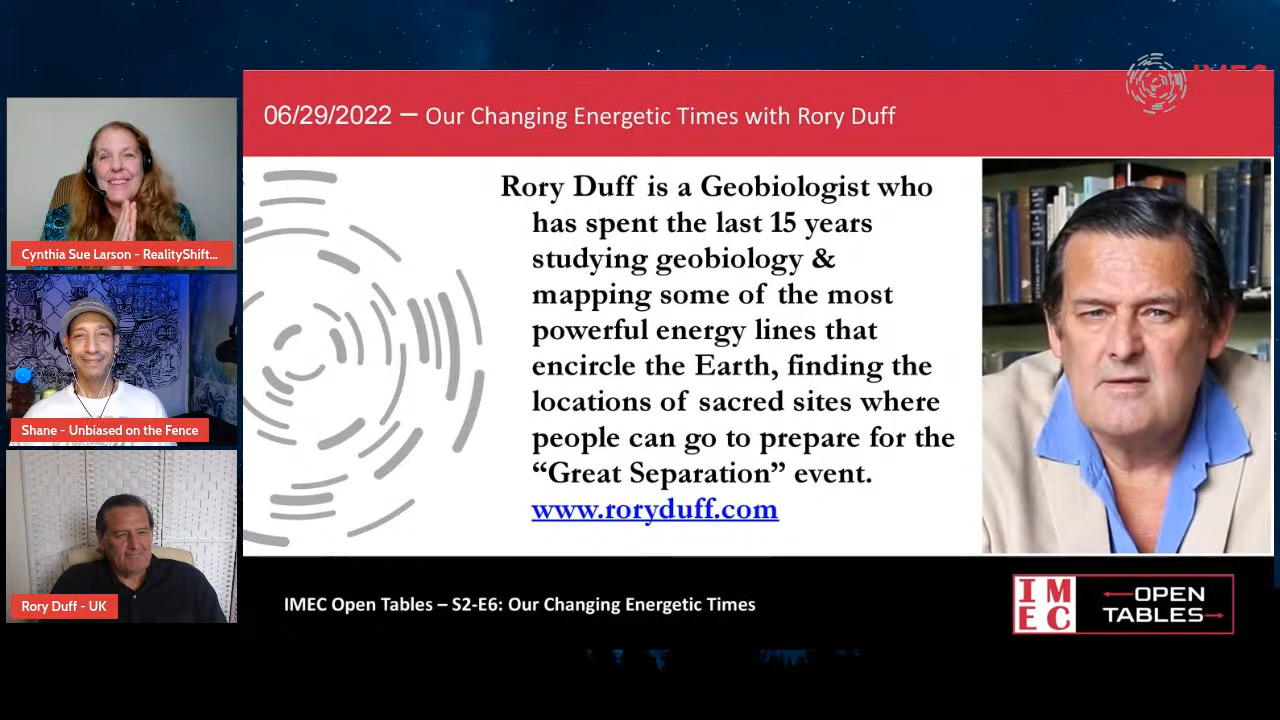 IMEC
06/29/2022 – Our Changing Energetic Times with Rory Duff
Rory Duff is a Geobiologist who
has spent the last 15 years
studying geobiology &
mapping some of the most
powerful energy lines that
encircle the Earth, finding the
locations of sacred sites where
people can go to prepare for the
“Great Separation” event.
www.roryduff.com
Cynthia Sue Larson - RealityShift...
Shane - Unbiased on the Fence
Rory Duff - UK
IMEC Open Tables – S2-E6: Our Changing Energetic Times
IM
EC
OPEN
TABLES